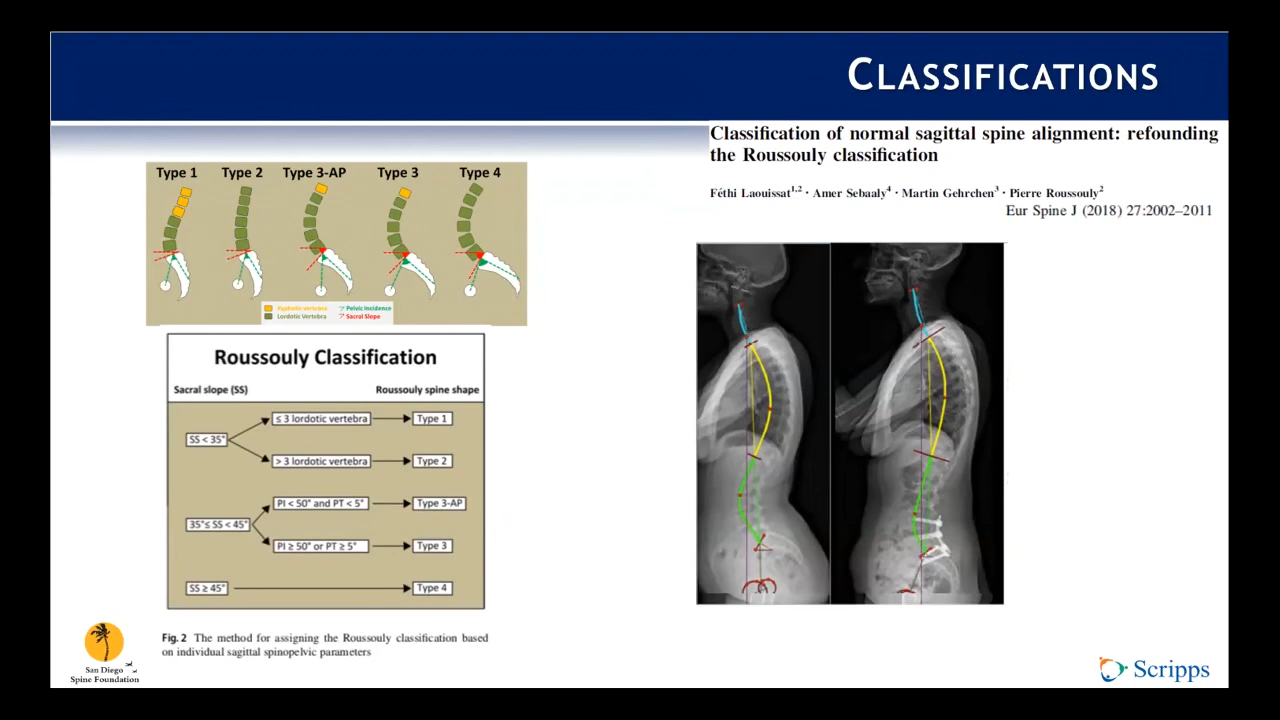 CLASSIFICATIONS
Classification of normal sagittal spine alignment: refounding
the Roussouly classification
Féthi Laouissat1,2 · Amer Sebaaly4 · Martin Gehrchen3 · Pierre Roussouly2
Eur Spine J (2018) 27:2002–2011
Type 1 Type 2 Type 3-AP Type 3 Type 4
Kyphotic vertebra Pelvic Incidence
Lordotic Vertebra Sacral Slope
Roussouly Classification
Sacral slope (SS) Roussouly spine shape
≤ 3 lordotic vertebra Type 1
SS < 35°
> 3 lordotic vertebra Type 2
PI < 50° and PT < 5° Type 3-AP
35°≤ SS < 45°
PI ≥ 50° or PT ≥ 5° Type 3
SS ≥ 45° Type 4
Fig. 2 The method for assigning the Roussouly classification based
on individual sagittal spinopelvic parameters
San Diego
Spine Foundation
Scripps